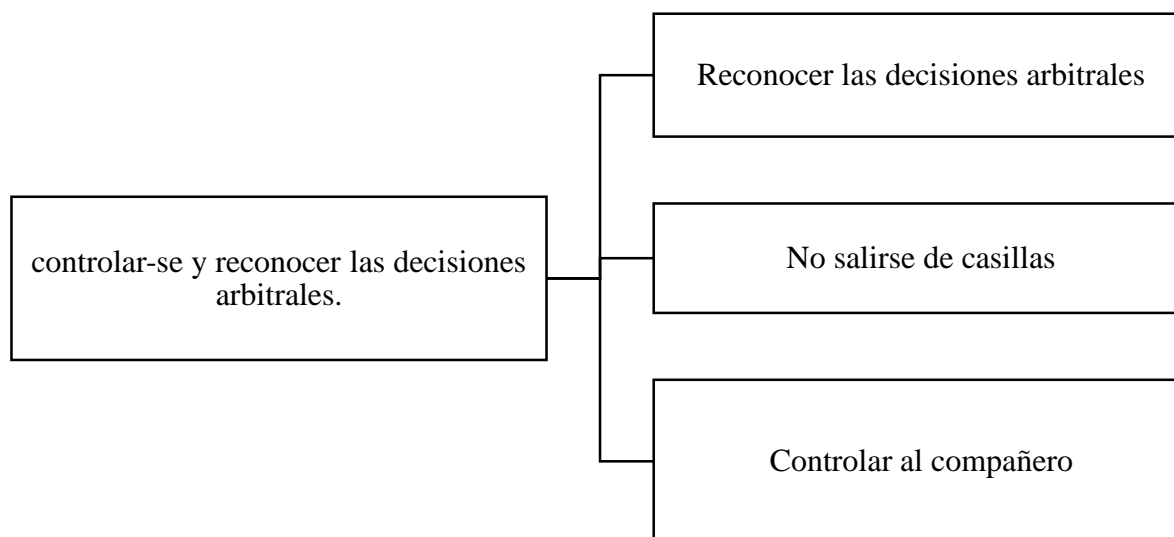 controlar-se y reconocer las decisiones
arbitrales.
Reconocer las decisiones arbitrales
No salirse de casillas
Controlar al compañero